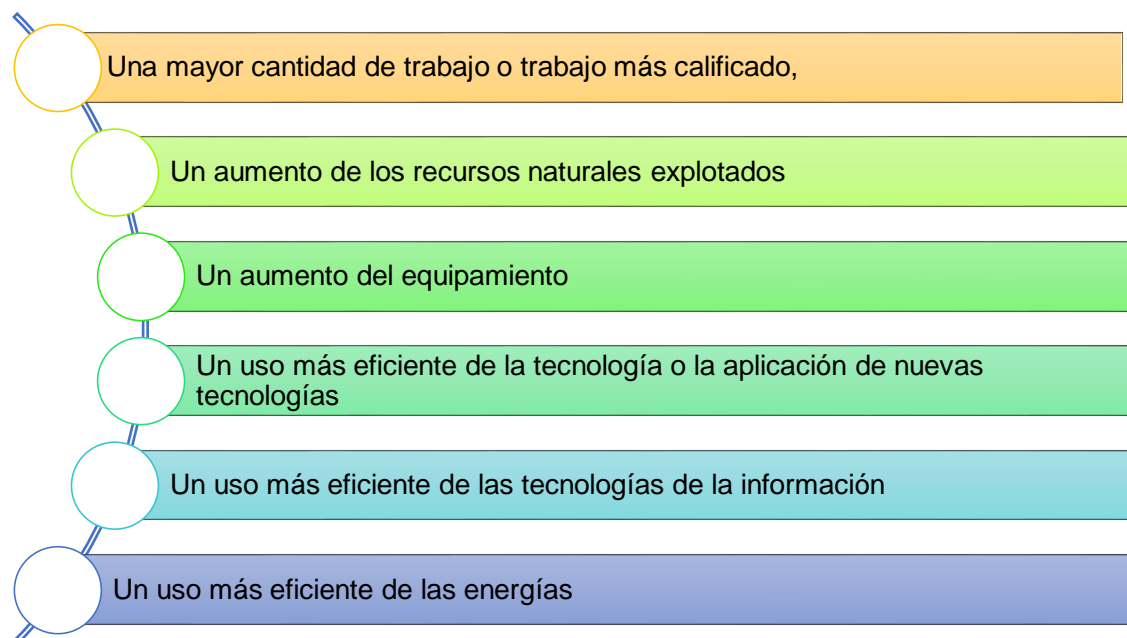 Una mayor cantidad de trabajo o trabajo más calificado,
Un aumento de los recursos naturales explotados
Un aumento del equipamiento
Un uso más eficiente de la tecnología o la aplicación de nuevas
tecnologías
Un uso más eficiente de las tecnologías de la información
Un uso más eficiente de las energías